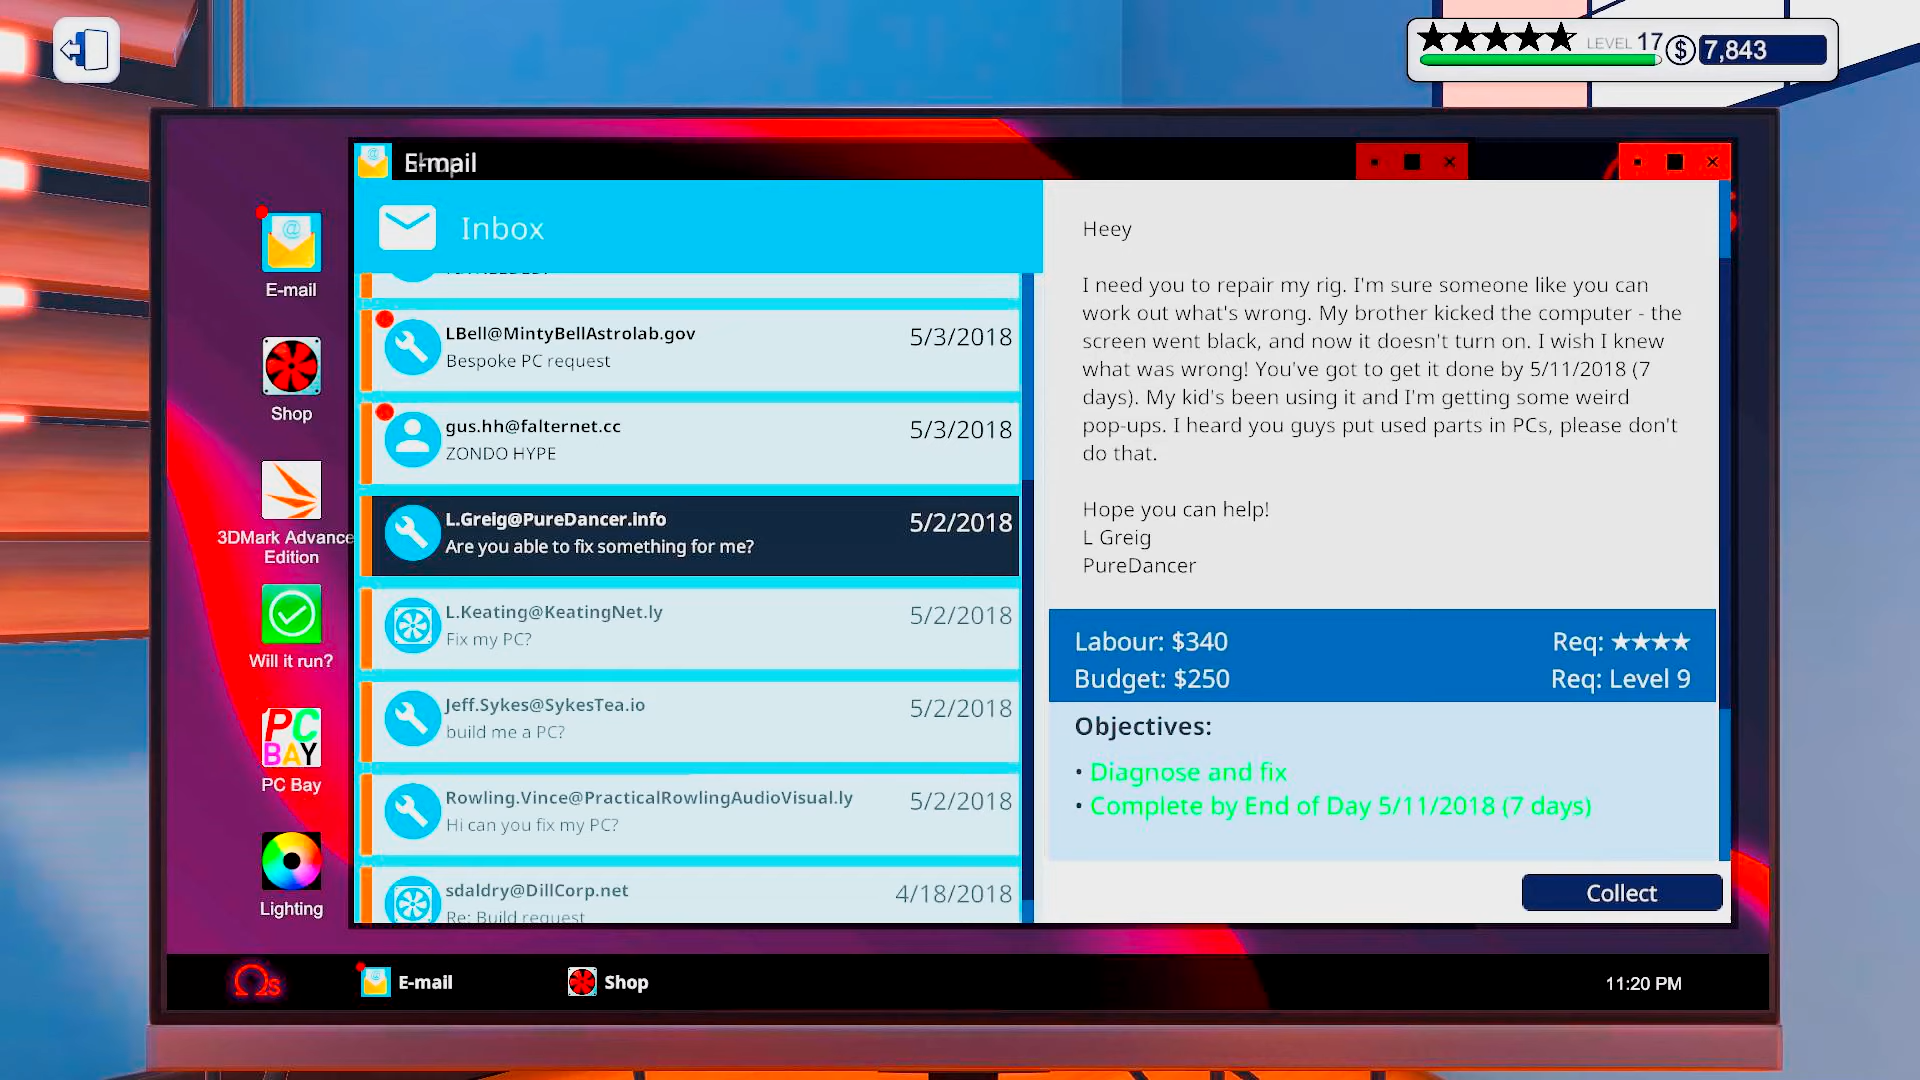 LEVEL 17
$ 7,843
E-mail
Inbox
LBell@MintyBellAstrolab.gov
5/3/2018
Bespoke PC request
gus.hh@falternet.cc
5/3/2018
ZONDO HYPE
L.Greig@PureDancer.info
5/2/2018
Are you able to fix something for me?
L.Keating@KeatingNet.ly
5/2/2018
Fix my PC?
Jeff.Sykes@SykesTea.io
5/2/2018
build me a PC?
Rowling.Vince@PracticalRowlingAudioVisual.ly
5/2/2018
Hi can you fix my PC?
sdaldry@DillCorp.net
4/18/2018
Re: Build request
Heey
I need you to repair my rig. I'm sure someone like you can
work out what's wrong. My brother kicked the computer - the
screen went black, and now it doesn't turn on. I wish I knew
what was wrong! You've got to get it done by 5/11/2018 (7
days). My kid's been using it and I'm getting some weird
pop-ups. I heard you guys put used parts in PCs, please don't
do that.
Hope you can help!
L Greig
PureDancer
Labour: $340
Req: ★★★★
Budget: $250
Req: Level 9
Objectives:
• Diagnose and fix
• Complete by End of Day 5/11/2018 (7 days)
Collect
E-mail
Shop
3DMark Advance
Edition
Will it run?
PC
BAY
PC Bay
Lighting
Ωs
E-mail
Shop
11:20 PM